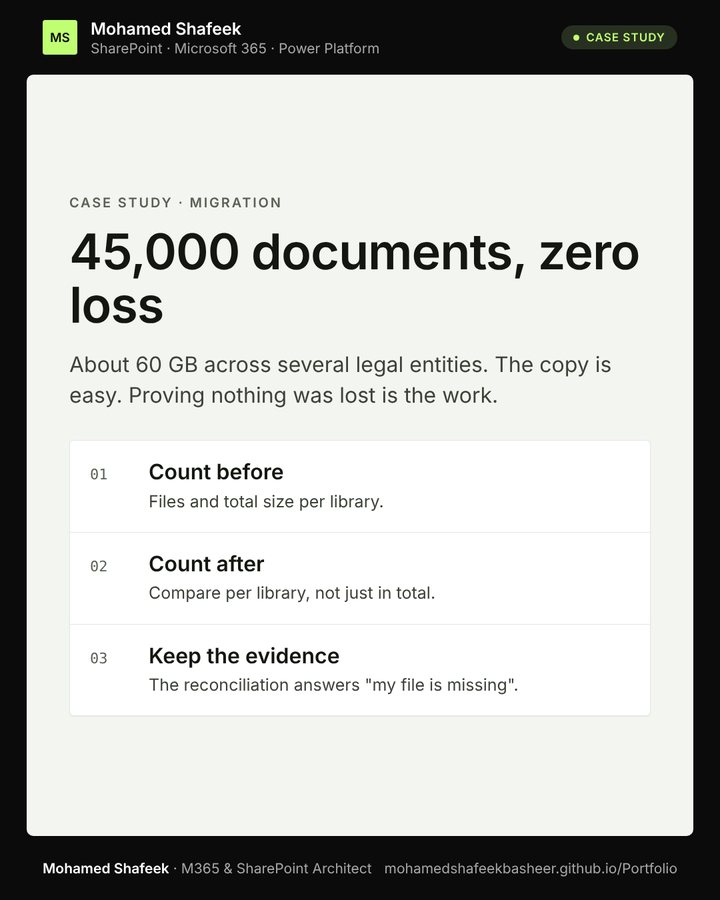 MS
Mohamed Shafeek
SharePoint · Microsoft 365 · Power Platform
CASE STUDY
CASE STUDY · MIGRATION
45,000 documents, zero
loss
About 60 GB across several legal entities. The copy is
easy. Proving nothing was lost is the work.
01
Count before
Files and total size per library.
02
Count after
Compare per library, not just in total.
03
Keep the evidence
The reconciliation answers "my file is missing".
Mohamed Shafeek · M365 & SharePoint Architect
mohamedshafeekbasheer.github.io/Portfolio